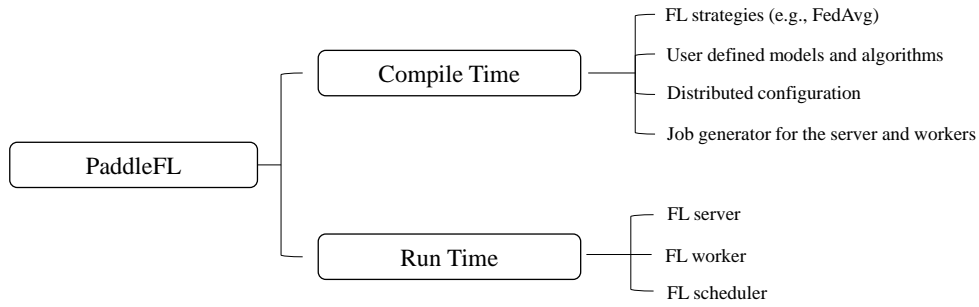 PaddleFL
Compile Time
FL strategies (e.g., FedAvg)
User defined models and algorithms
Distributed configuration
Job generator for the server and workers
Run Time
FL server
FL worker
FL scheduler